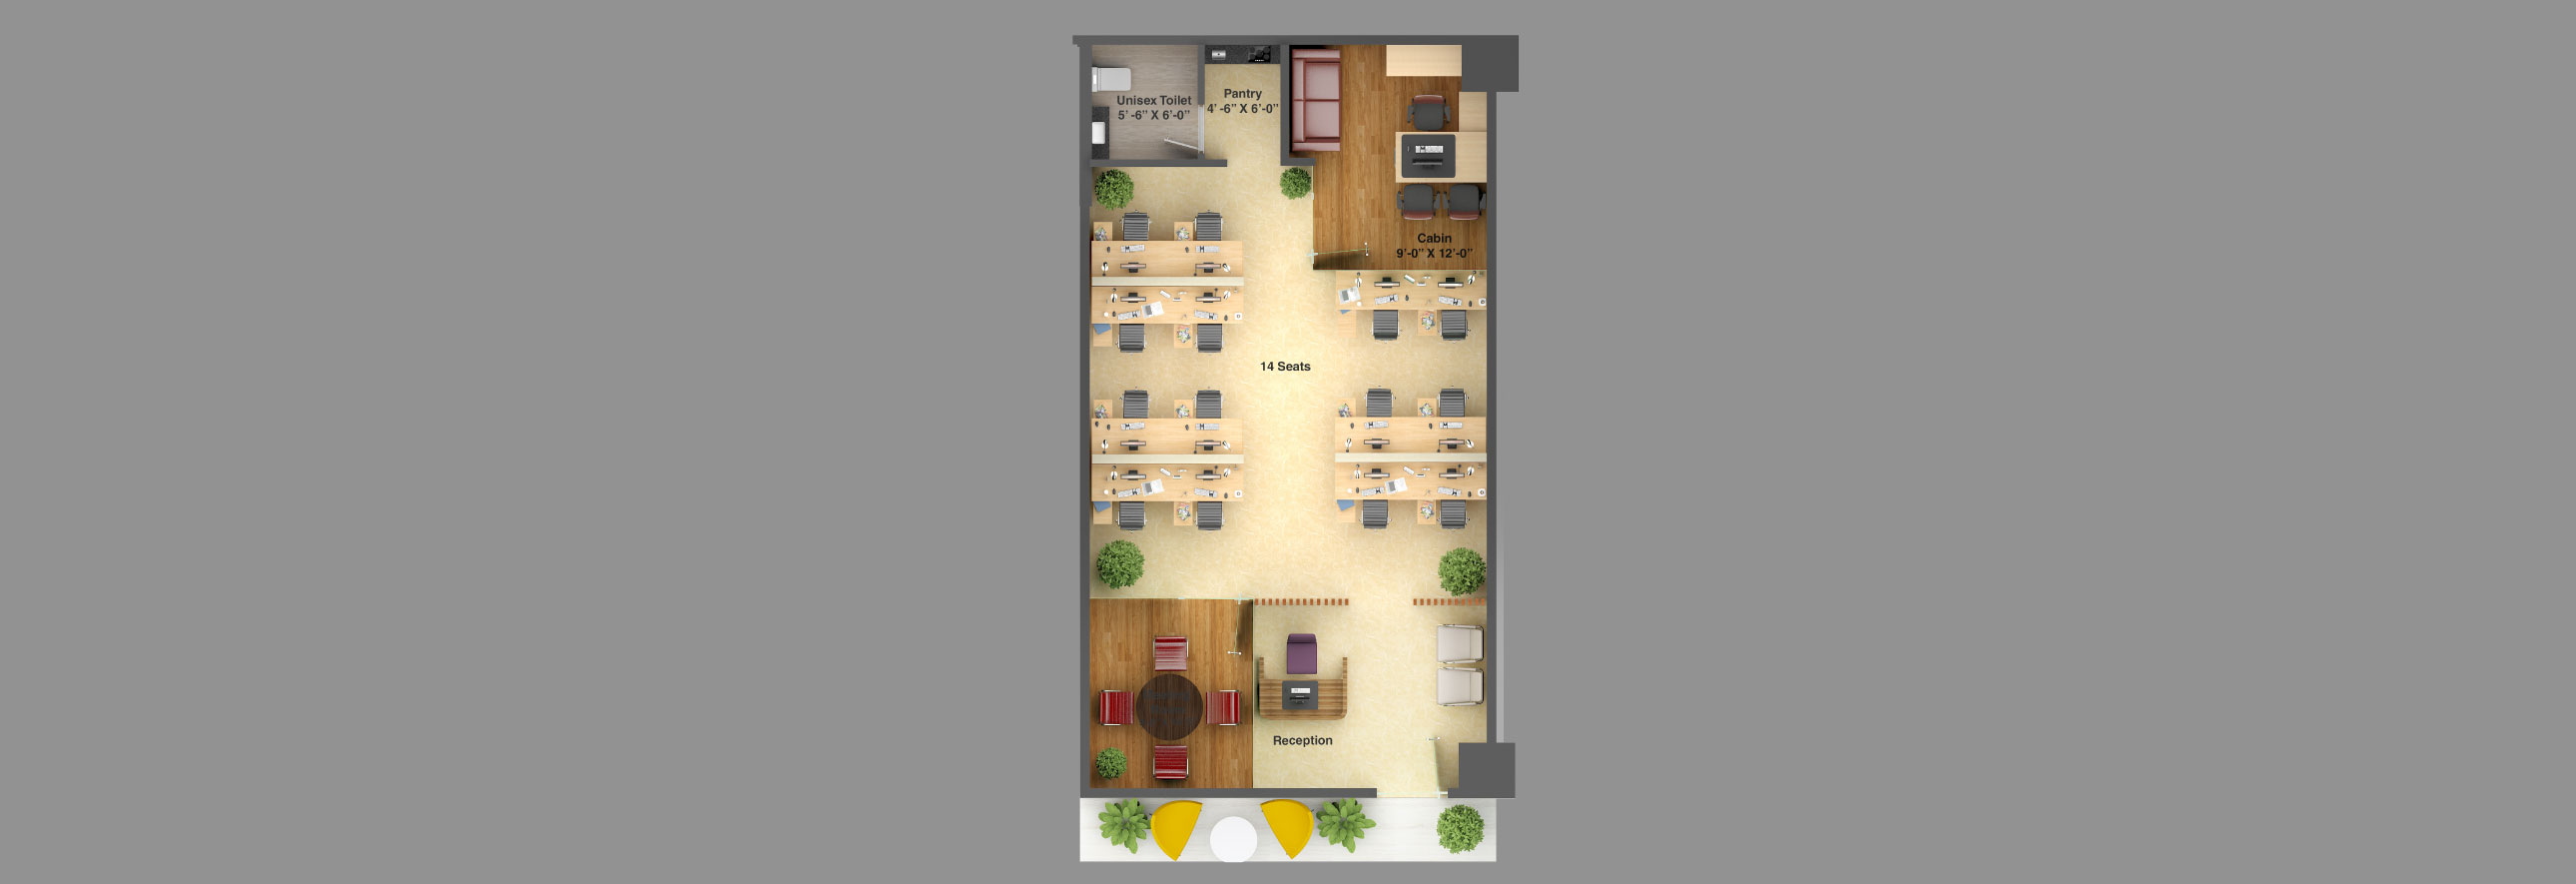 Unisex Toilet
5' -6" X 6'-0"
Pantry
4' -6" X 6'-0"
Cabin
9'-0" X 12'-0"
14 Seats
Reception